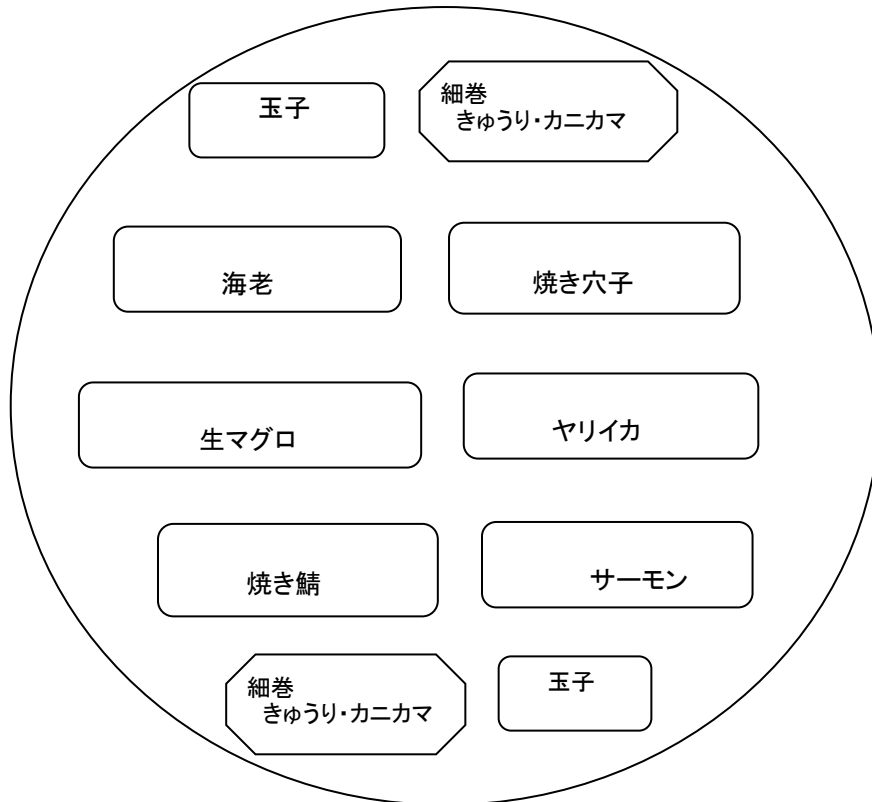 玉子
細巻
きゅうり・カニカマ
海老
焼き穴子
生マグロ
ヤリイカ
焼き鯖
サーモン
細巻
きゅうり・カニカマ
玉子